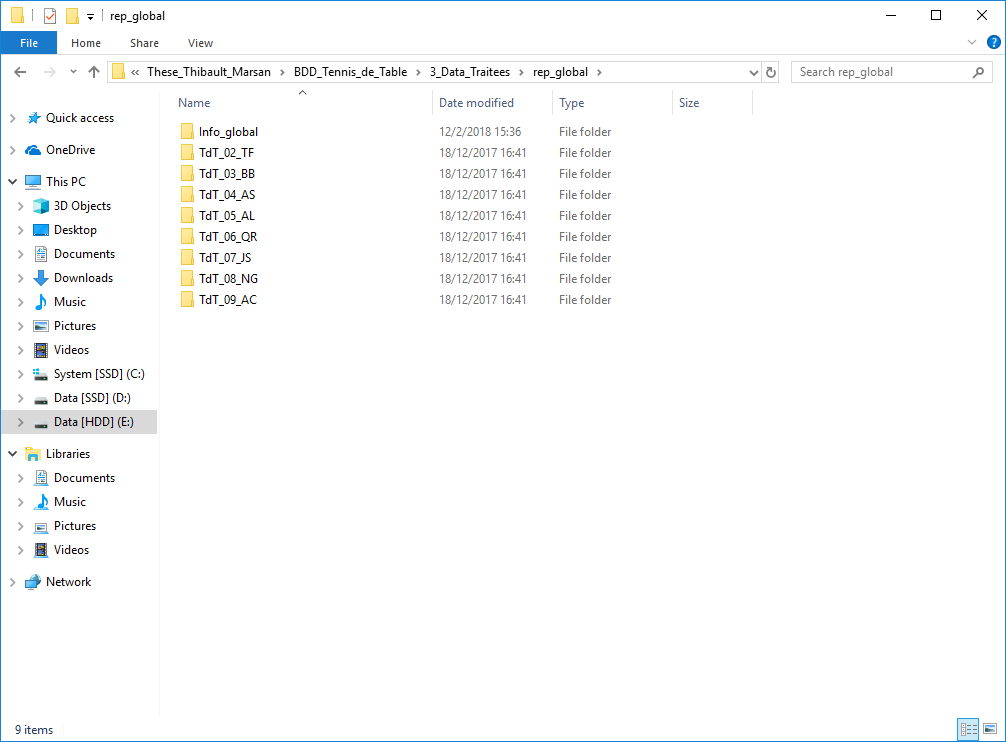 rep_global
File Home Share View
« These_Thibault_Marsan › BDD_Tennis_de_Table › 3_Data_Traitees › rep_global ›
Search rep_global
Name Date modified Type Size
Quick access
OneDrive
This PC
3D Objects
Desktop
Documents
Downloads
Music
Pictures
Videos
System [SSD] (C:)
Data [SSD] (D:)
Data [HDD] (E:)
Libraries
Documents
Music
Pictures
Videos
Network
Info_global 12/2/2018 15:36 File folder
TdT_02_TF 18/12/2017 16:41 File folder
TdT_03_BB 18/12/2017 16:41 File folder
TdT_04_AS 18/12/2017 16:41 File folder
TdT_05_AL 18/12/2017 16:41 File folder
TdT_06_QR 18/12/2017 16:41 File folder
TdT_07_JS 18/12/2017 16:41 File folder
TdT_08_NG 18/12/2017 16:41 File folder
TdT_09_AC 18/12/2017 16:41 File folder
9 items